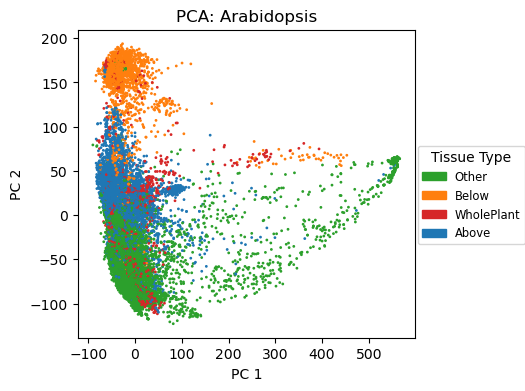 PCA: Arabidopsis
PC 2
200
150
100
50
0
−50
−100
−100
0
100
200
300
400
500
PC 1
Tissue Type
Other
Below
WholePlant
Above